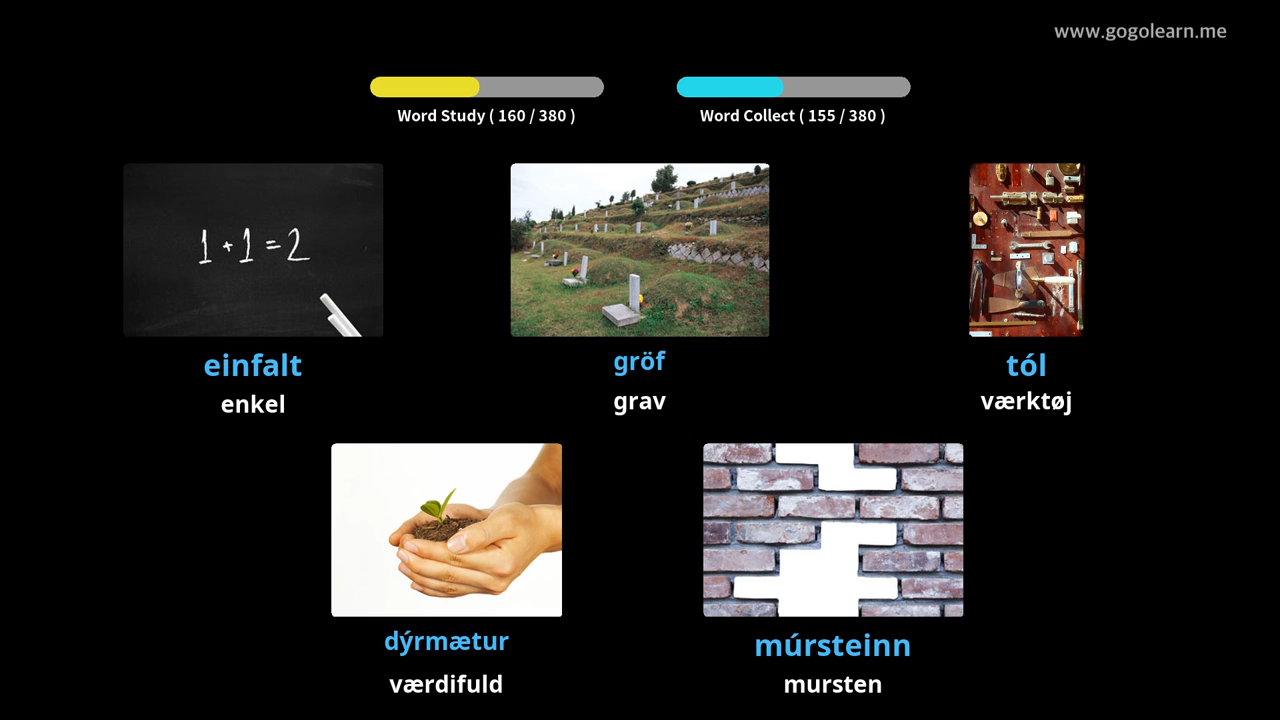 www.gogolearn.me
Word Study ( 160 / 380 )
Word Collect ( 155 / 380 )
1 + 1 = 2
einfalt
enkel
gröf
grav
tól
værktøj
dýrmætur
værdifuld
múrsteinn
mursten